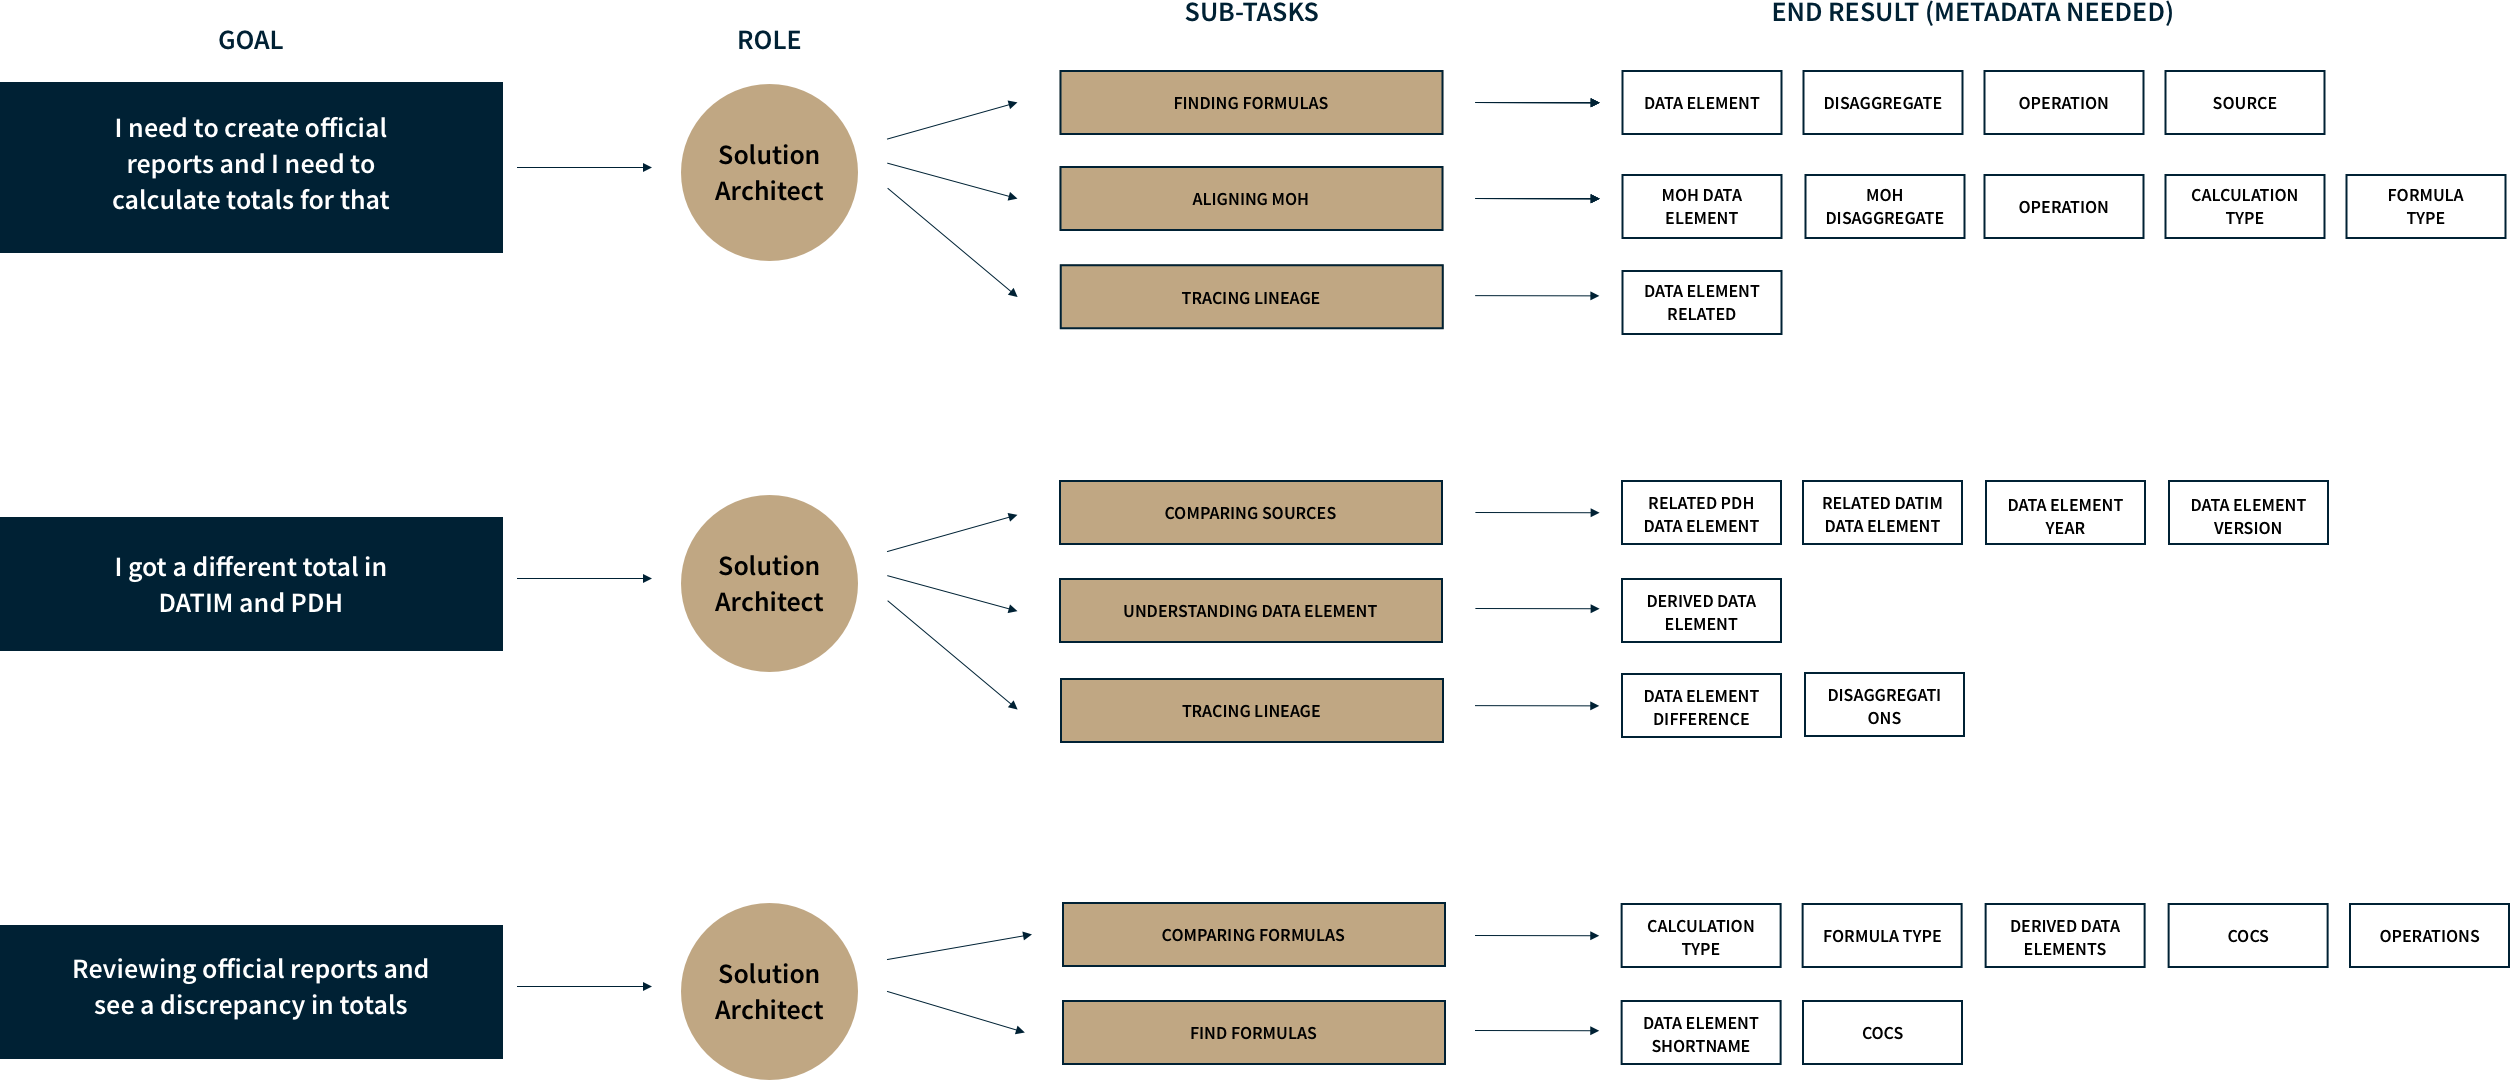 GOAL
ROLE
SUB-TASKS
END RESULT (METADATA NEEDED)
I need to create official
reports and I need to
calculate totals for that
Solution
Architect
FINDING FORMULAS
DATA ELEMENT
DISAGGREGATE
OPERATION
SOURCE
ALIGNING MOH
MOH DATA
ELEMENT
MOH
DISAGGREGATE
OPERATION
CALCULATION
TYPE
FORMULA
TYPE
TRACING LINEAGE
DATA ELEMENT
RELATED
I got a different total in
DATIM and PDH
Solution
Architect
COMPARING SOURCES
RELATED PDH
DATA ELEMENT
RELATED DATIM
DATA ELEMENT
DATA ELEMENT
YEAR
DATA ELEMENT
VERSION
UNDERSTANDING DATA ELEMENT
DERIVED DATA
ELEMENT
TRACING LINEAGE
DATA ELEMENT
DIFFERENCE
DISAGGREGATI
ONS
Reviewing official reports and
see a discrepancy in totals
Solution
Architect
COMPARING FORMULAS
CALCULATION
TYPE
FORMULA TYPE
DERIVED DATA
ELEMENTS
COCS
OPERATIONS
FIND FORMULAS
DATA ELEMENT
SHORTNAME
COCS